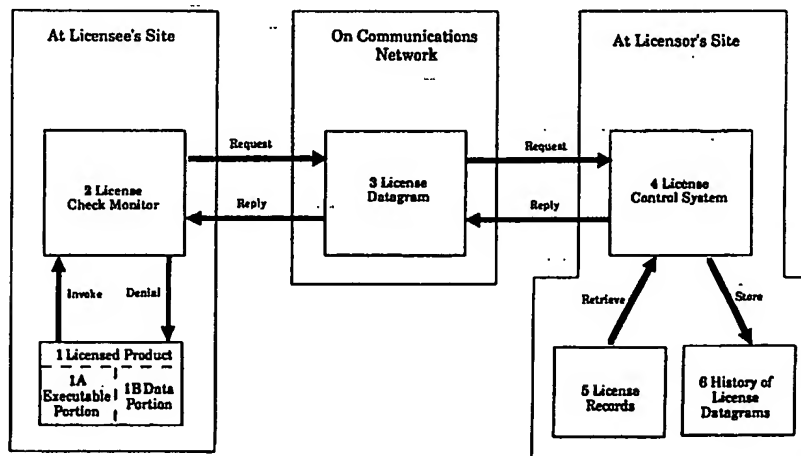 At Licensee's Site
On Communications
Network
At Licensor's Site
Request
Request
2 License
Check Monitor
3 License
Datagram
4 License
Control System
Reply
Reply
Invoke
Denial
Retrieve
Store
1 Licensed Product
1A
Executable
Portion
1B Data
Portion
5 License
Records
6 History of
License
Datagrams